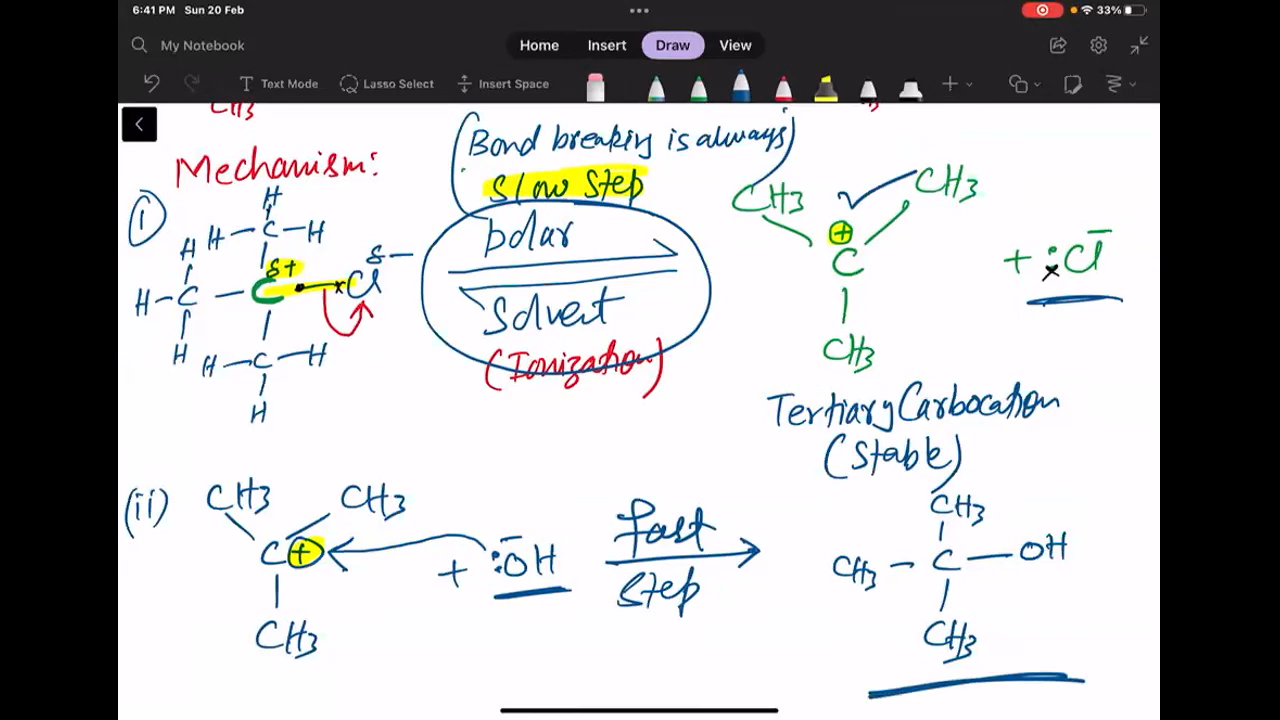 6:41 PM Sun 20 Feb
33%
My Notebook
Home Insert Draw View
Text Mode Lasso Select Insert Space
CH3
Mechanism:
(Bond breaking is always)
Slow Step
(i)
H
H - C - H
H
H - C - C δ+ - Cl δ-
H
H - C - H
H
polar
Solvent
(Ionization)
CH3 CH3
+
C
CH3
+ :Cl-
Tertiary Carbocation
(Stable)
(ii)
CH3 CH3
C +
CH3
+ :OH-
fast
step
CH3
CH3 - C - OH
CH3